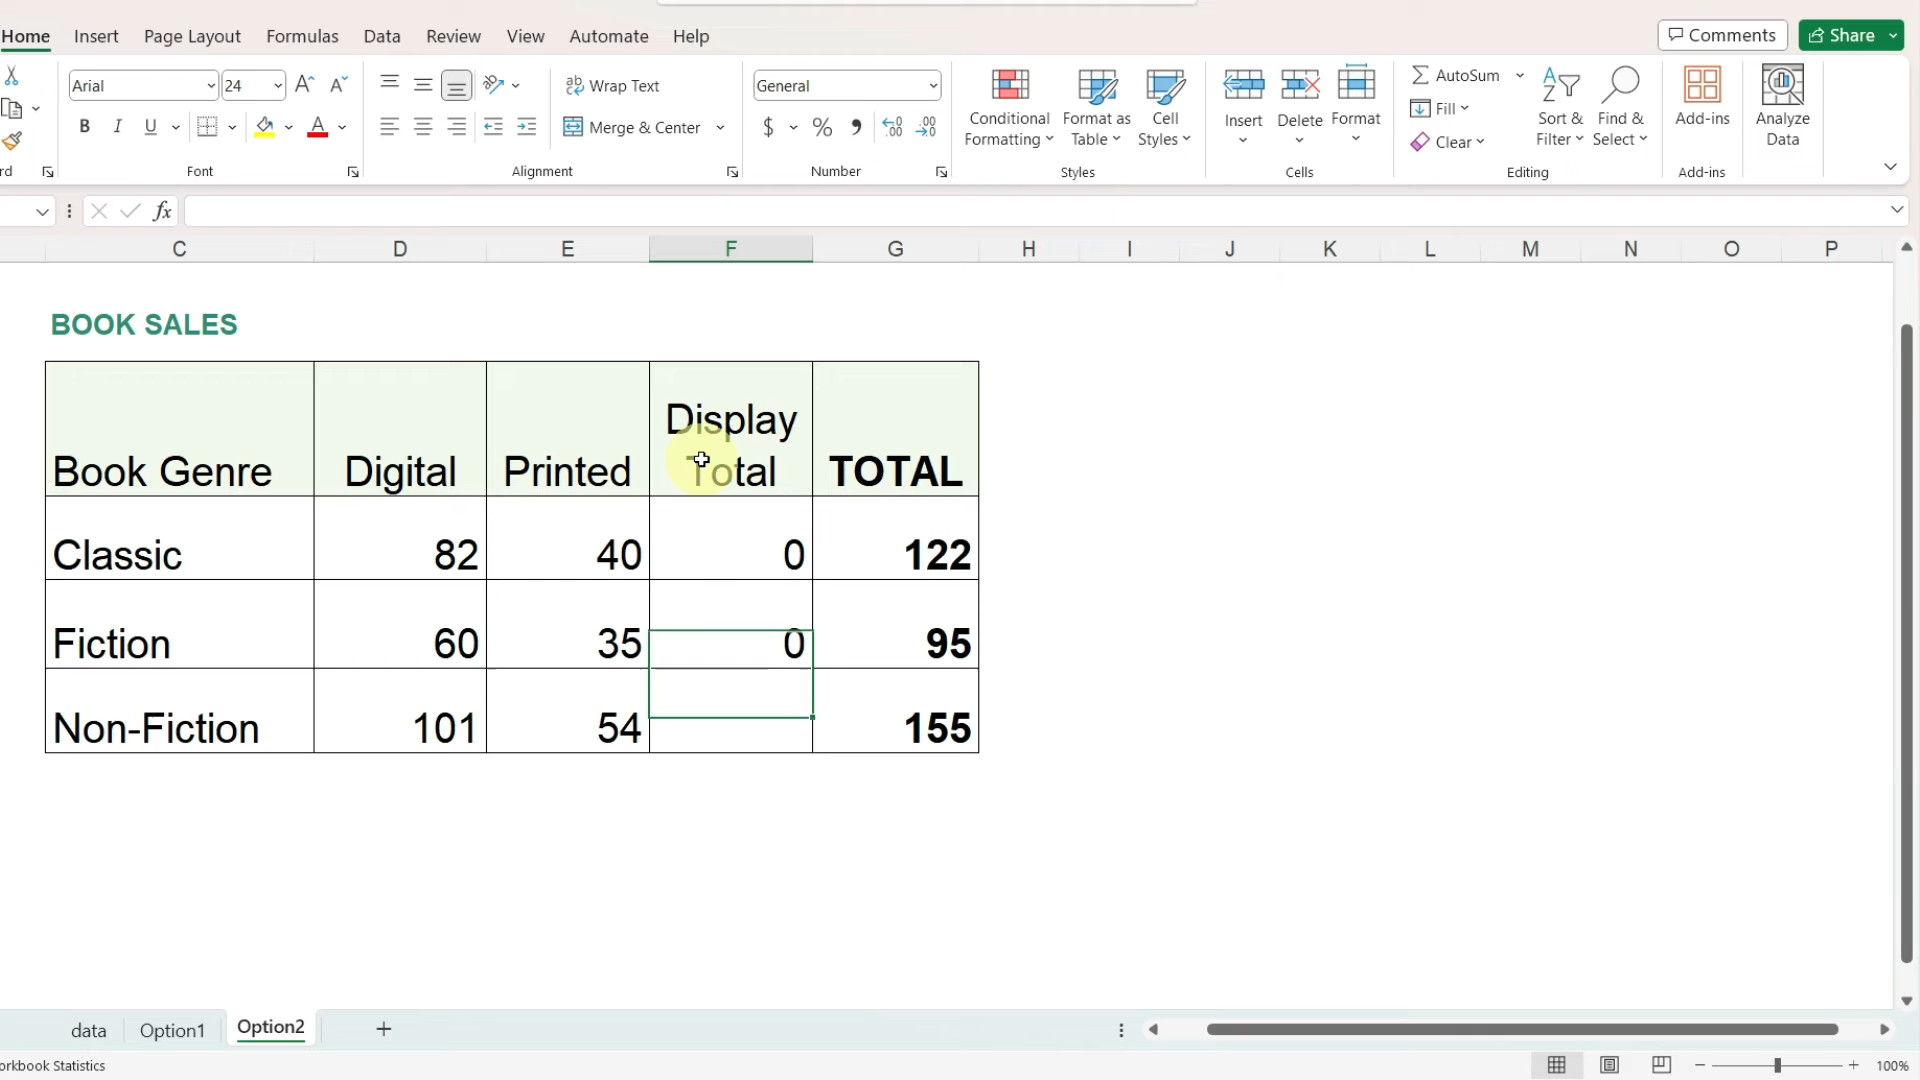 Home Insert Page Layout Formulas Data Review View Automate Help Comments Share
Arial 24 Wrap Text General Conditional Formatting Format as Table Cell Styles Insert Delete Format AutoSum Fill Clear Sort & Filter Find & Select Add-ins Analyze Data
B I U Merge & Center $ %
rd Font Alignment Number Styles Cells Editing Add-ins
fx
C D E F G H I J K L M N O P
BOOK SALES
Book Genre Digital Printed Display Total TOTAL
Classic 82 40 0 122
Fiction 60 35 0 95
Non-Fiction 101 54 155
data Option1 Option2 +
orkbook Statistics 100%